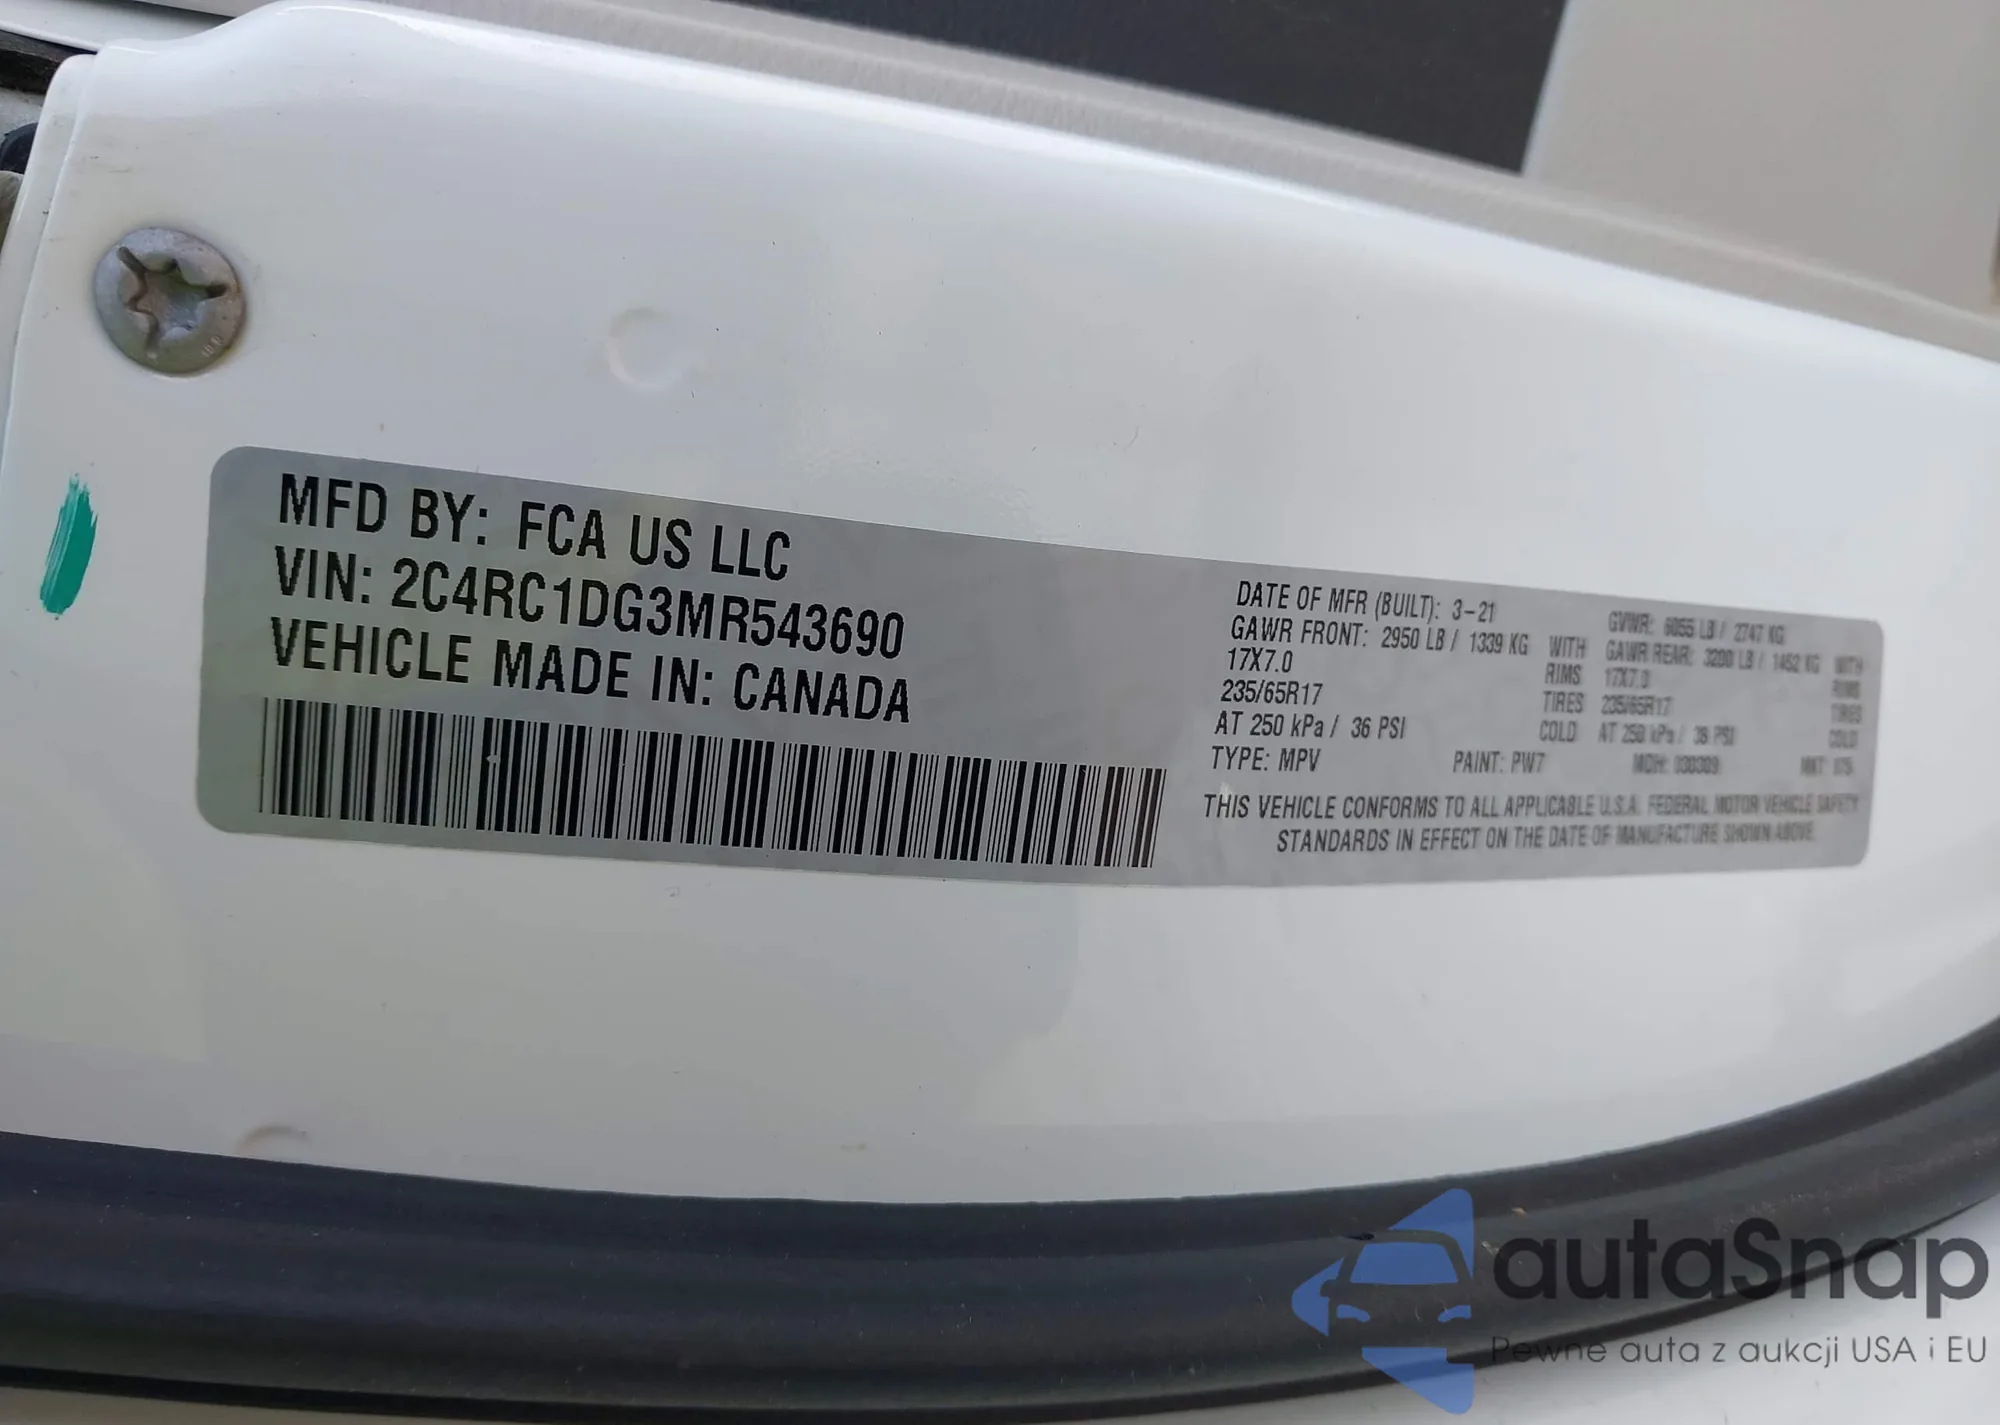 MFD BY: FCA US LLC
VIN: 2C4RC1DG3MR543690
VEHICLE MADE IN: CANADA
DATE OF MFR (BUILT): 3-21 GVWR: 6055 LB / 2747 KG
GAWR FRONT: 2950 LB / 1339 KG WITH GAWR REAR: 3200 LB / 1452 KG WITH
17X7.0 RIMS 17X7.0 RIMS
235/65R17 TIRES 235/65R17 TIRES
AT 250 kPa / 36 PSI COLD AT 250 kPa / 36 PSI COLD
TYPE: MPV PAINT: PW7 MDH: MKT:
THIS VEHICLE CONFORMS TO ALL APPLICABLE U.S.A. FEDERAL MOTOR VEHICLE SAFETY
STANDARDS IN EFFECT ON THE DATE OF MANUFACTURE SHOWN ABOVE.
autaSnap
Pewne auta z aukcji USA i EU